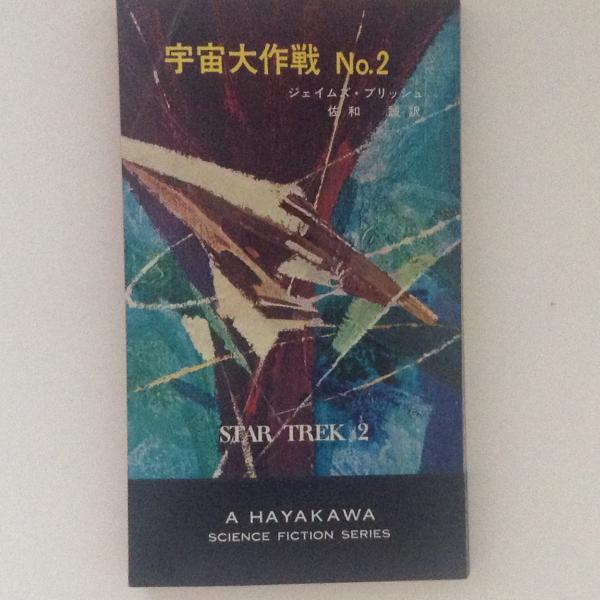 宇宙大作戦 No.2
ジェイムズ・ブリッシュ
佐和 誠 訳
STAR TREK 2
A HAYAKAWA
SCIENCE FICTION SERIES